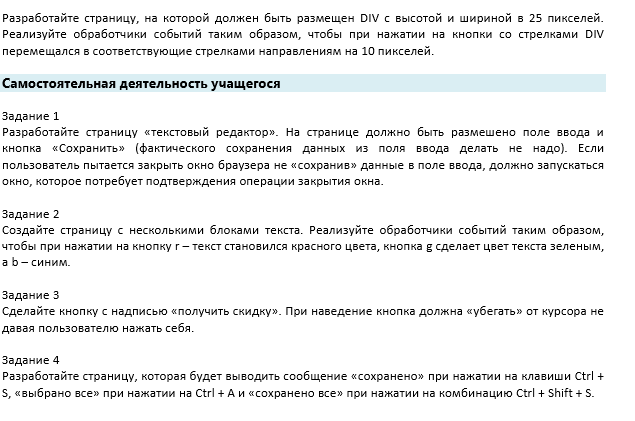 Разработайте страницу, на которой должен быть размещен DIV с высотой и шириной в 25 пикселей.
Реализуйте обработчики событий таким образом, чтобы при нажатии на кнопки со стрелками DIV
перемещался в соответствующие стрелками направлениям на 10 пикселей.
Самостоятельная деятельность учащегося
Задание 1
Разработайте страницу «текстовый редактор». На странице должно быть размешено поле ввода и
кнопка «Сохранить» (фактического сохранения данных из поля ввода делать не надо). Если
пользователь пытается закрыть окно браузера не «сохранив» данные в поле ввода, должно запускаться
окно, которое потребует подтверждения операции закрытия окна.
Задание 2
Создайте страницу с несколькими блоками текста. Реализуйте обработчики событий таким образом,
чтобы при нажатии на кнопку r – текст становился красного цвета, кнопка g сделает цвет текста зеленым,
а b – синим.
Задание 3
Сделайте кнопку с надписью «получить скидку». При наведение кнопка должна «убегать» от курсора не
давая пользователю нажать себя.
Задание 4
Разработайте страницу, которая будет выводить сообщение «сохранено» при нажатии на клавиши Ctrl +
S, «выбрано все» при нажатии на Ctrl + A и «сохранено все» при нажатии на комбинацию Ctrl + Shift + S.